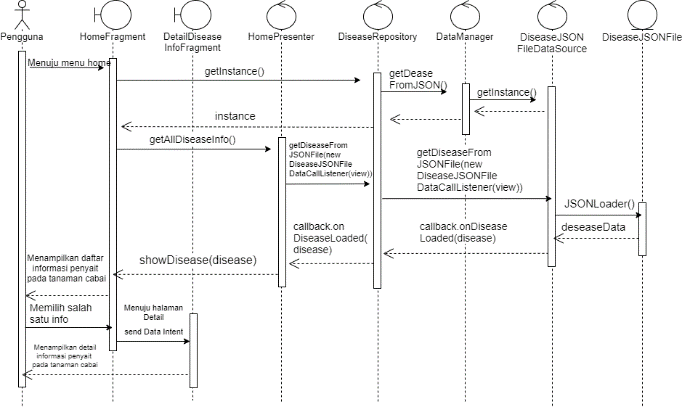 Pengguna
HomeFragment
DetailDisease
InfoFragment
HomePresenter
DiseaseRepository
DataManager
DiseaseJSON
FileDataSource
DiseaseJSONFile
Menuju menu home
getInstance()
getDease
FromJSON()
getInstance()
instance
getAllDiseaseInfo()
getDiseaseFrom
JSONFile(new
DiseaseJSONFile
DataCallListener(view))
getDiseaseFrom
JSONFile(new
DiseaseJSONFile
DataCallListener(view))
JSONLoader()
deseaseData
callback.on
DiseaseLoaded(
disease)
callback.onDisease
Loaded(disease)
showDisease(disease)
Menampilkan daftar
informasi penyait
pada tanaman cabai
Memilih salah
satu info
Menuju halaman
Detail
send Data Intent
Menampilkan detail
informasi penyait
pada tanaman cabai